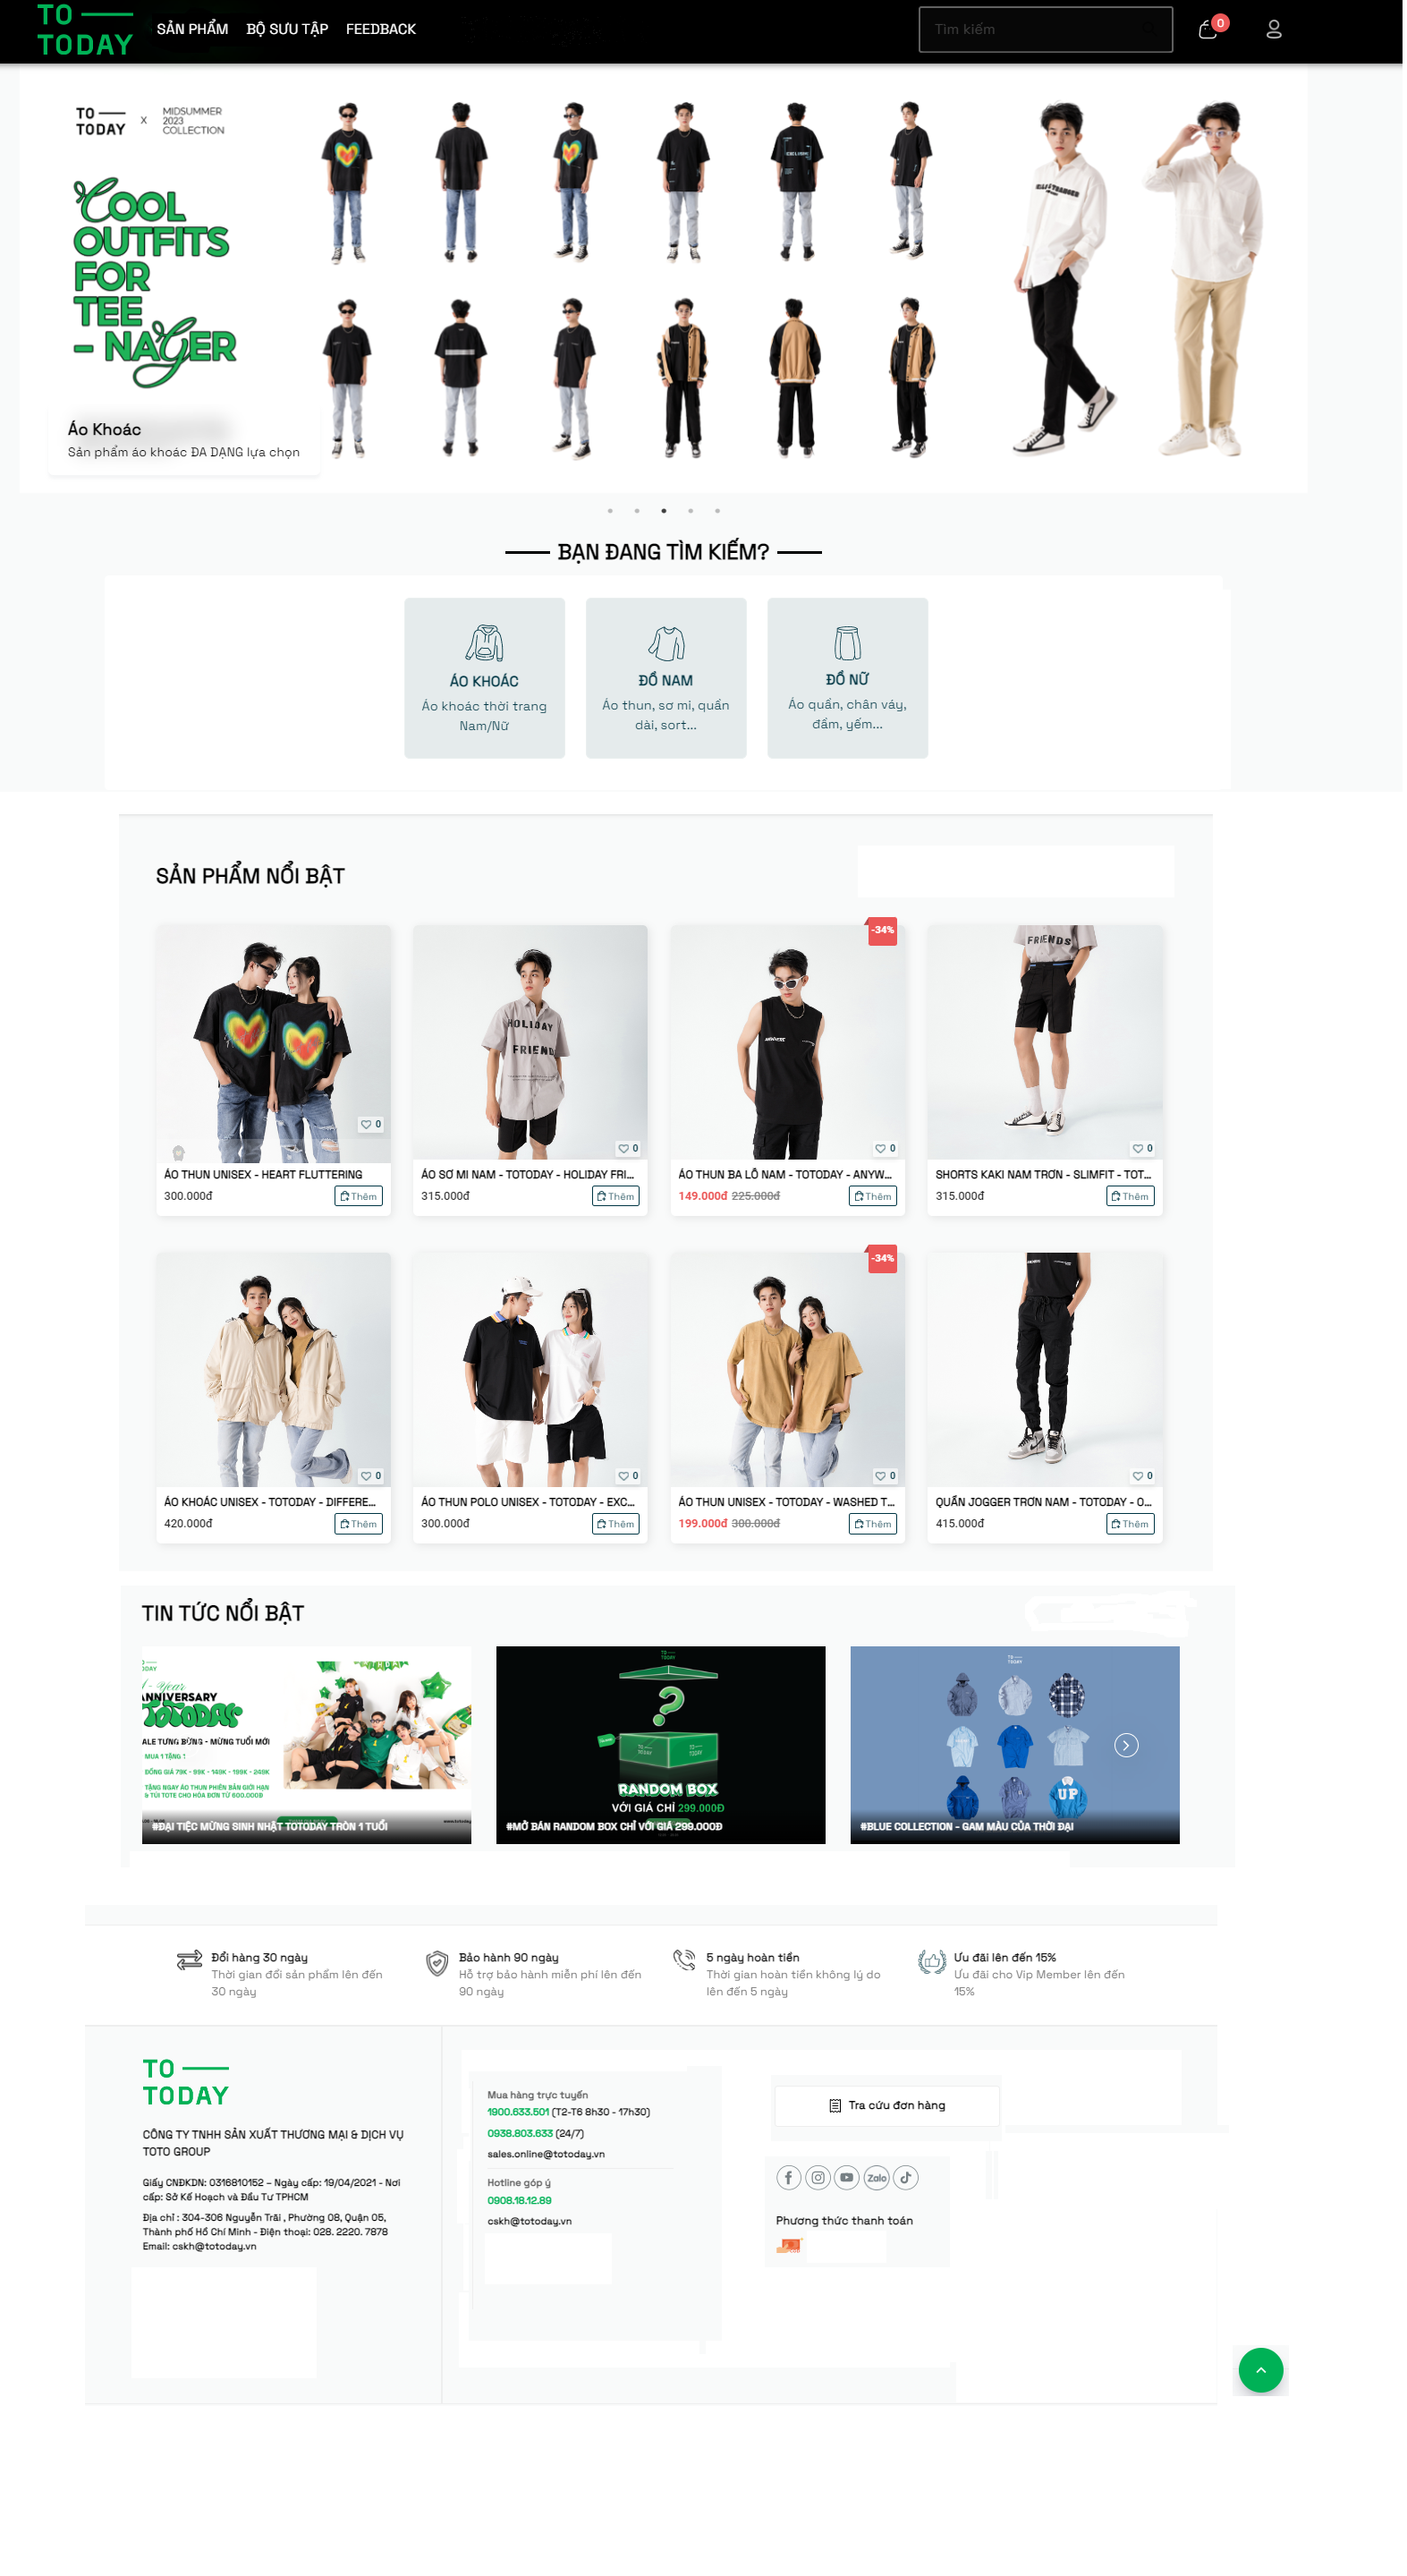 TO
TODAY
SẢN PHẨM
BỘ SƯU TẬP
FEEDBACK
Tìm kiếm
0
TO
TODAY
X
MIDSUMMER
2023
COLLECTION
COOL
OUTFITS
FOR
TEE
- NAGER
Áo Khoác
Sản phẩm áo khoác ĐA DẠNG lựa chọn
BẠN ĐANG TÌM KIẾM?
ÁO KHOÁC
Áo khoác thời trang
Nam/Nữ
ĐỒ NAM
Áo thun, sơ mi, quần
dài, sort...
ĐỒ NỮ
Áo quần, chân váy,
đầm, yếm...
SẢN PHẨM NỔI BẬT
0
ÁO THUN UNISEX - HEART FLUTTERING
300.000đ
Thêm
HOLIDAY
FRIENDS
0
ÁO SƠ MI NAM - TOTODAY - HOLIDAY FRI...
315.000đ
Thêm
-34%
0
ÁO THUN BA LỖ NAM - TOTODAY - ANYW...
149.000đ 225.000đ
Thêm
FRIENDS
0
SHORTS KAKI NAM TRƠN - SLIMFIT - TOT...
315.000đ
Thêm
0
ÁO KHOÁC UNISEX - TOTODAY - DIFFERE...
420.000đ
Thêm
0
ÁO THUN POLO UNISEX - TOTODAY - EXC...
300.000đ
Thêm
-34%
0
ÁO THUN UNISEX - TOTODAY - WASHED T...
199.000đ 300.000đ
Thêm
0
QUẦN JOGGER TRƠN NAM - TOTODAY - O...
415.000đ
Thêm
TIN TỨC NỔI BẬT
ODAY
Year
ANNIVERSARY
TOTODAY
ALE TƯNG BỪNG - MỪNG TUỔI MỚI
MUA 1 TẶNG 1
ĐỒNG GIÁ 79K - 99K - 149K - 199K - 249K
TẶNG NGAY ÁO THUN PHIÊN BẢN GIỚI HẠN
& TÚI TOTE CHO HÓA ĐƠN TỪ 600.000Đ
#ĐẠI TIỆC MỪNG SINH NHẬT TOTODAY TRÒN 1 TUỔI
TO
TODAY
?
TODAY
TODAY
RANDOM BOX
VỚI GIÁ CHỈ 299.000Đ
#MỞ BÁN RANDOM BOX CHỈ VỚI GIÁ 299.000Đ
TO
TODAY
UP
#BLUE COLLECTION - GAM MÀU CỦA THỜI ĐẠI
Đổi hàng 30 ngày
Thời gian đổi sản phẩm lên đến
30 ngày
Bảo hành 90 ngày
Hỗ trợ bảo hành miễn phí lên đến
90 ngày
5 ngày hoàn tiền
Thời gian hoàn tiền không lý do
lên đến 5 ngày
Ưu đãi lên đến 15%
Ưu đãi cho Vip Member lên đến
15%
TO
TODAY
CÔNG TY TNHH SẢN XUẤT THƯƠNG MẠI & DỊCH VỤ
TOTO GROUP
Giấy CNĐKDN: 0316810152 – Ngày cấp: 19/04/2021 - Nơi
cấp: Sở Kế Hoạch và Đầu Tư TPHCM
Địa chỉ : 304-306 Nguyễn Trãi , Phường 08, Quận 05,
Thành phố Hồ Chí Minh - Điện thoại: 028. 2220. 7878
Email: cskh@totoday.vn
Mua hàng trực tuyến
1900.633.501 (T2-T6 8h30 - 17h30)
0938.803.633 (24/7)
sales.online@totoday.vn
Hotline góp ý
0908.18.12.89
cskh@totoday.vn
Tra cứu đơn hàng
Zalo
Phương thức thanh toán